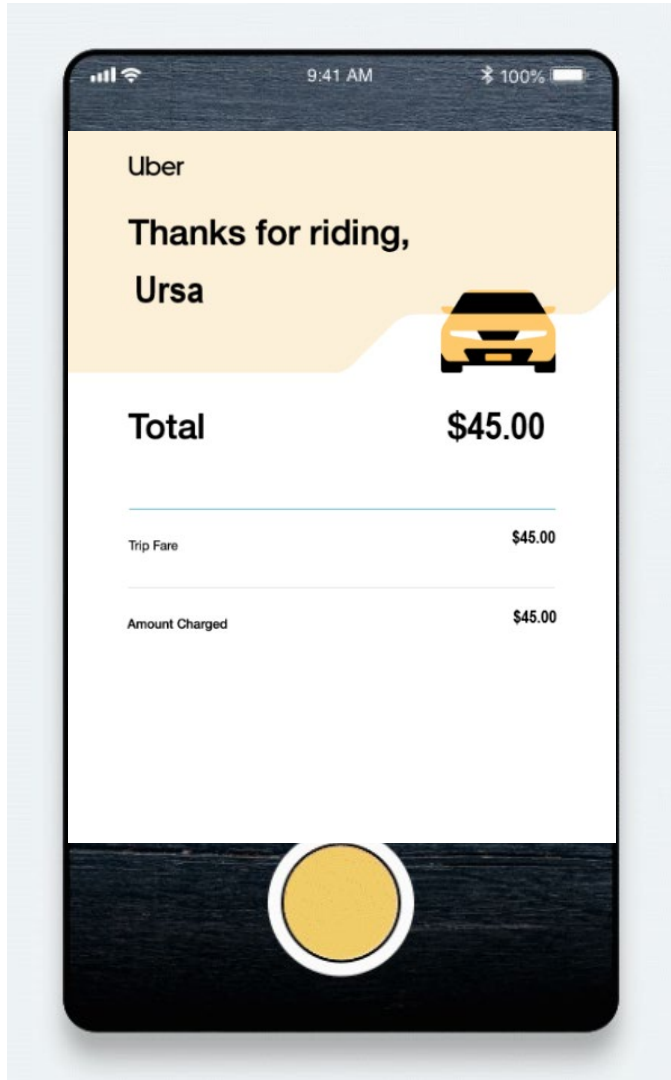 9:41 AM 100%
Uber
Thanks for riding,
Ursa
Total $45.00
Trip Fare $45.00
Amount Charged $45.00